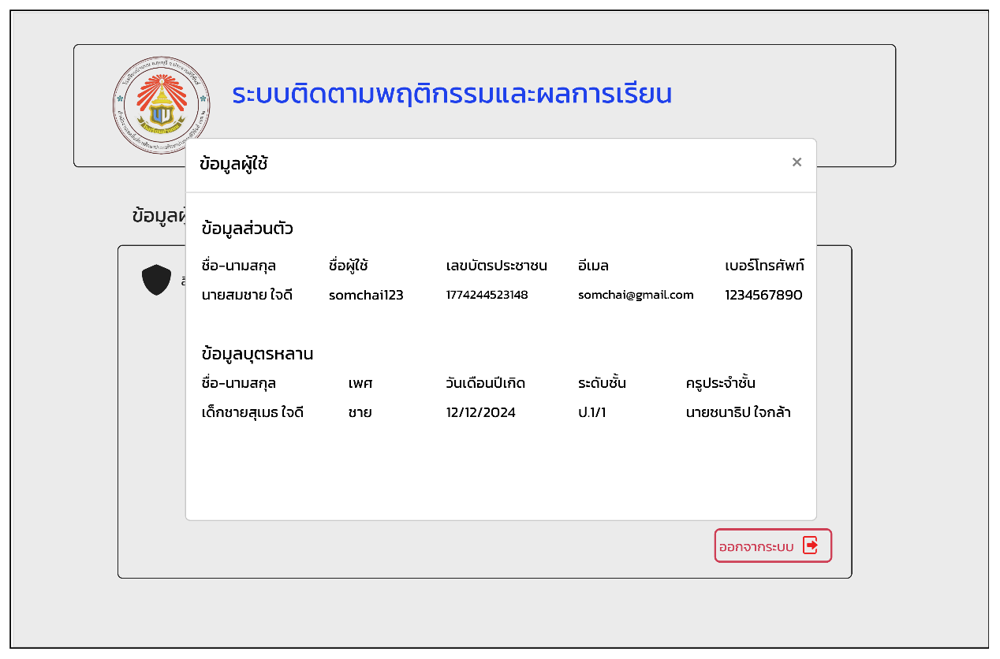 ระบบติดตามพฤติกรรมและผลการเรียน
ข้อมูลผู้ใช้ ×
ข้อมูลผ
ข้อมูลส่วนตัว
ชื่อ-นามสกุล ชื่อผู้ใช้ เลขบัตรประชาชน อีเมล เบอร์โทรศัพท์
นายสมชาย ใจดี somchai123 1774244523148 somchai@gmail.com 1234567890
ข้อมูลบุตรหลาน
ชื่อ-นามสกุล เพศ วันเดือนปีเกิด ระดับชั้น ครูประจำชั้น
เด็กชายสุเมธ ใจดี ชาย 12/12/2024 ป.1/1 นายชนาธิป ใจกล้า
ออกจากระบบ